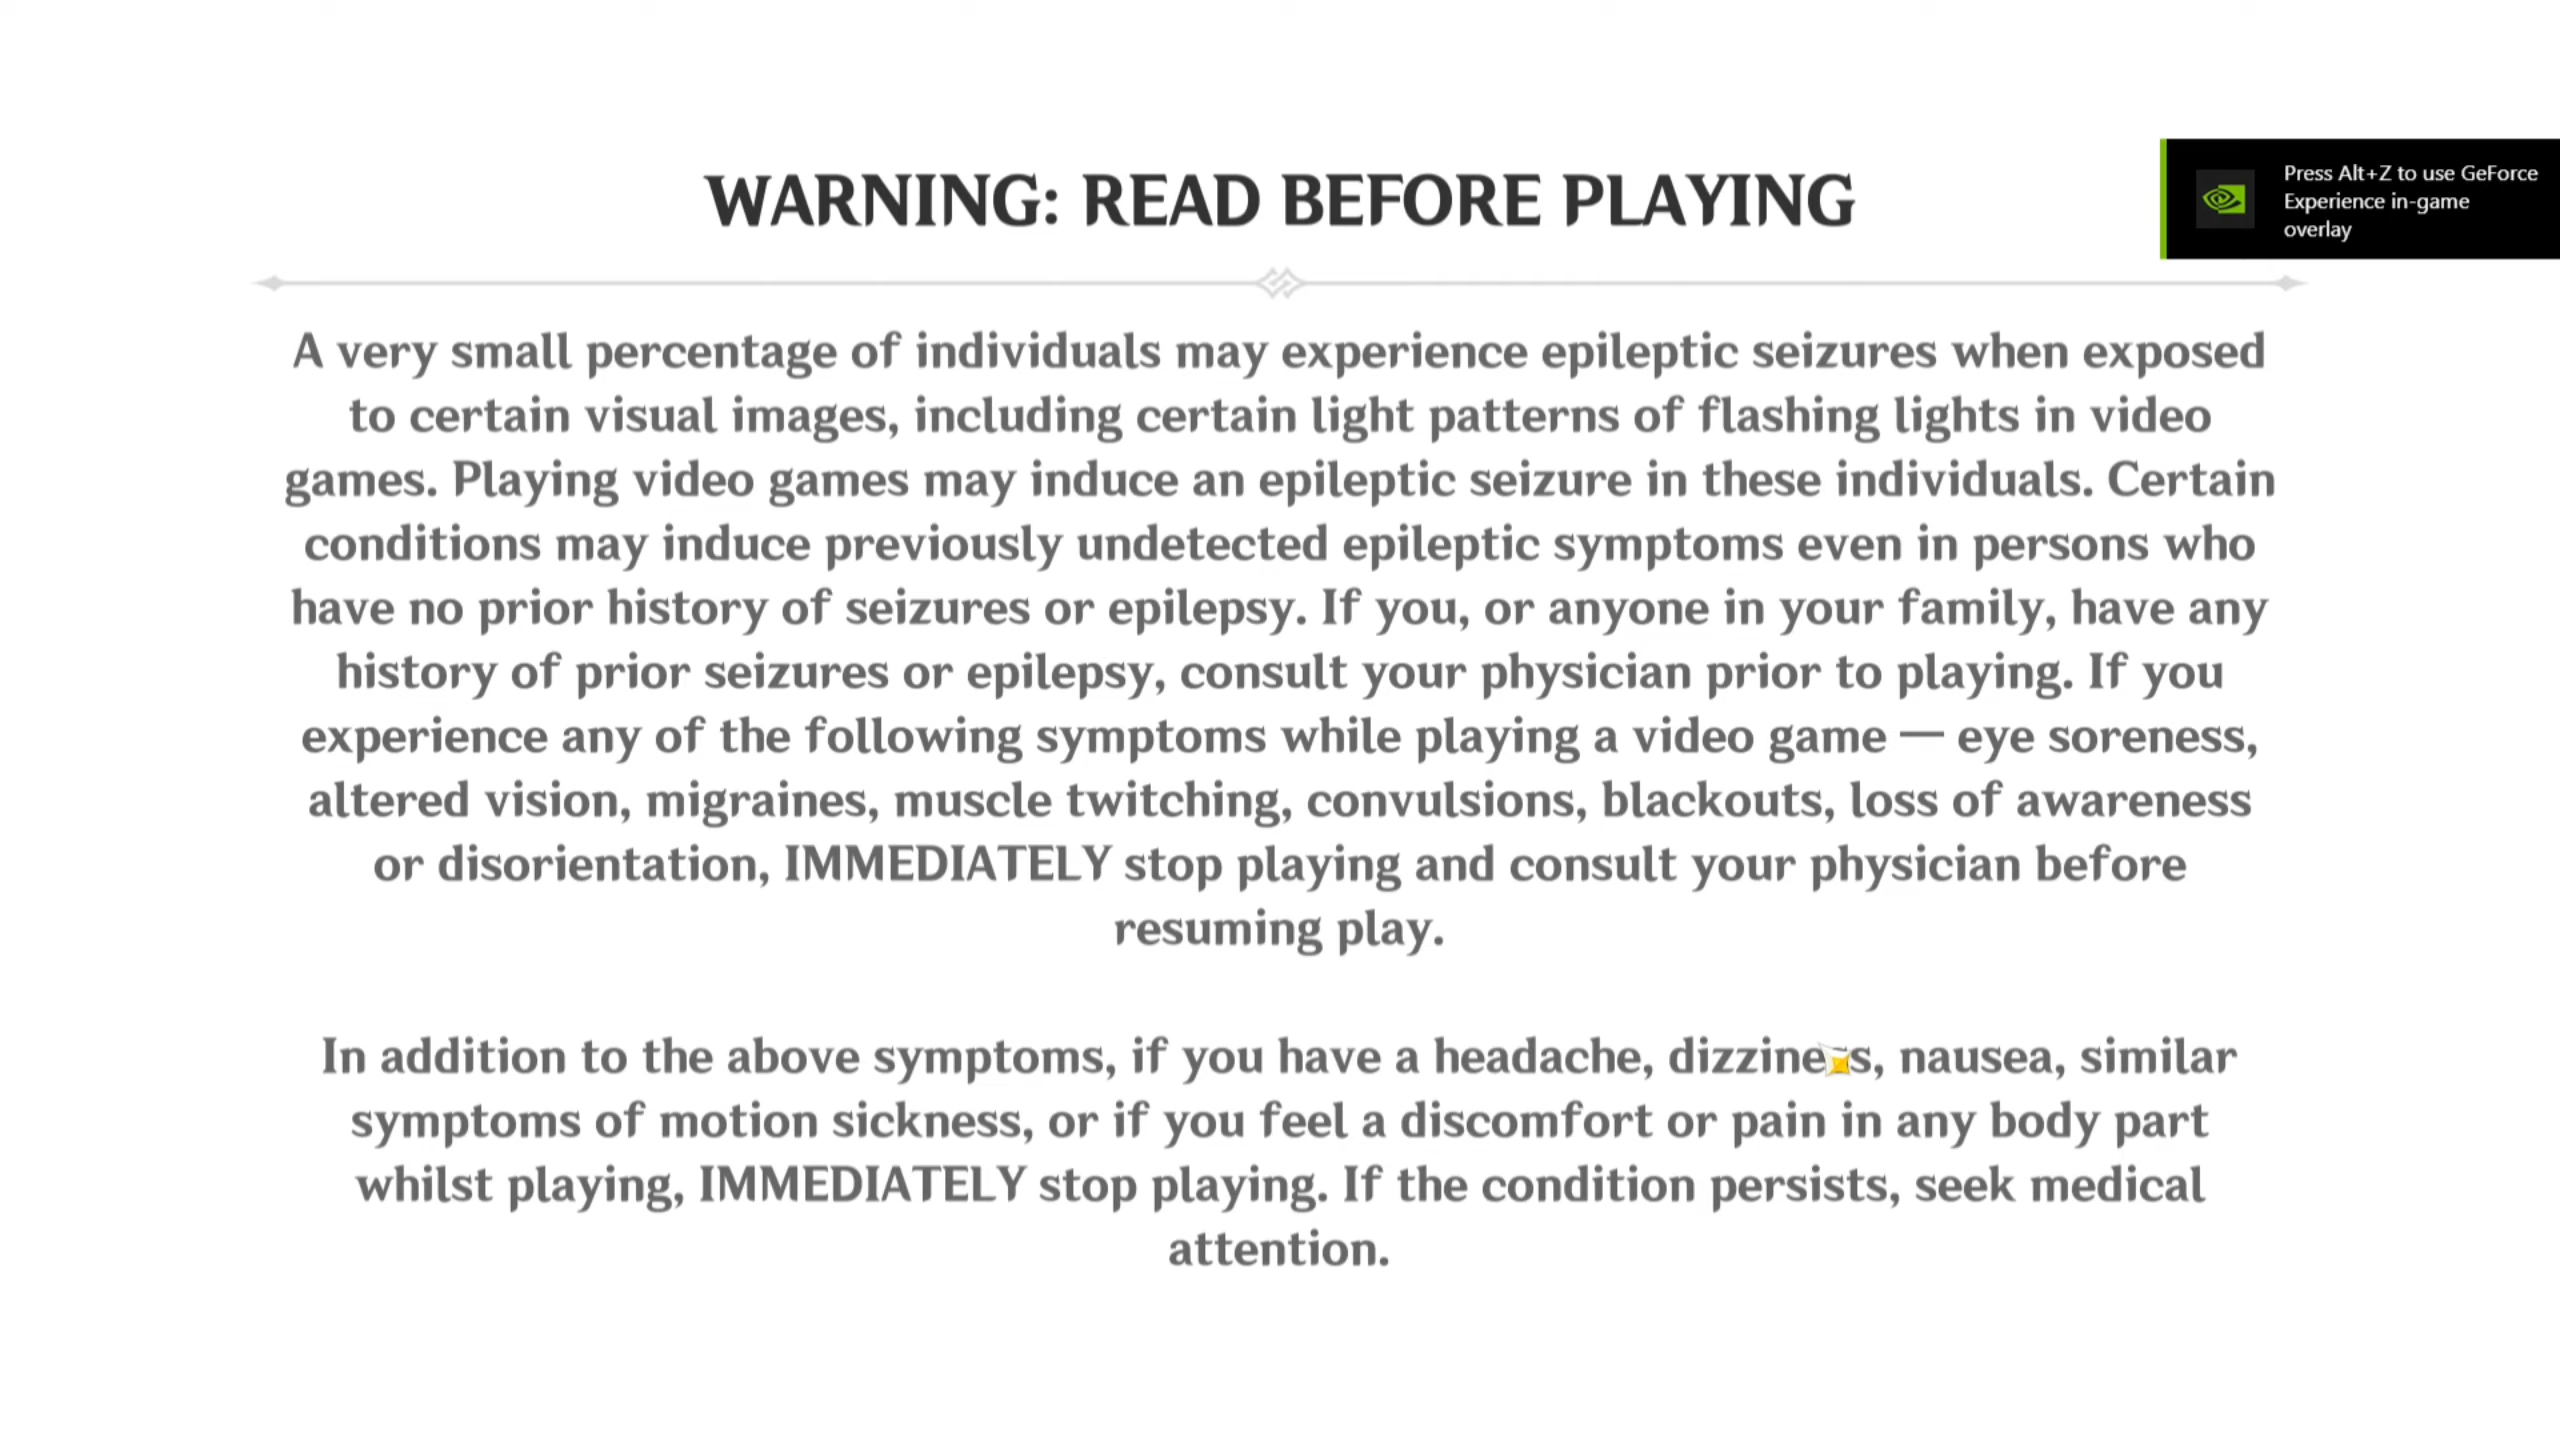 WARNING: READ BEFORE PLAYING
Press Alt+Z to use GeForce
Experience in-game
overlay
A very small percentage of individuals may experience epileptic seizures when exposed
to certain visual images, including certain light patterns of flashing lights in video
games. Playing video games may induce an epileptic seizure in these individuals. Certain
conditions may induce previously undetected epileptic symptoms even in persons who
have no prior history of seizures or epilepsy. If you, or anyone in your family, have any
history of prior seizures or epilepsy, consult your physician prior to playing. If you
experience any of the following symptoms while playing a video game — eye soreness,
altered vision, migraines, muscle twitching, convulsions, blackouts, loss of awareness
or disorientation, IMMEDIATELY stop playing and consult your physician before
resuming play.
In addition to the above symptoms, if you have a headache, dizziness, nausea, similar
symptoms of motion sickness, or if you feel a discomfort or pain in any body part
whilst playing, IMMEDIATELY stop playing. If the condition persists, seek medical
attention.